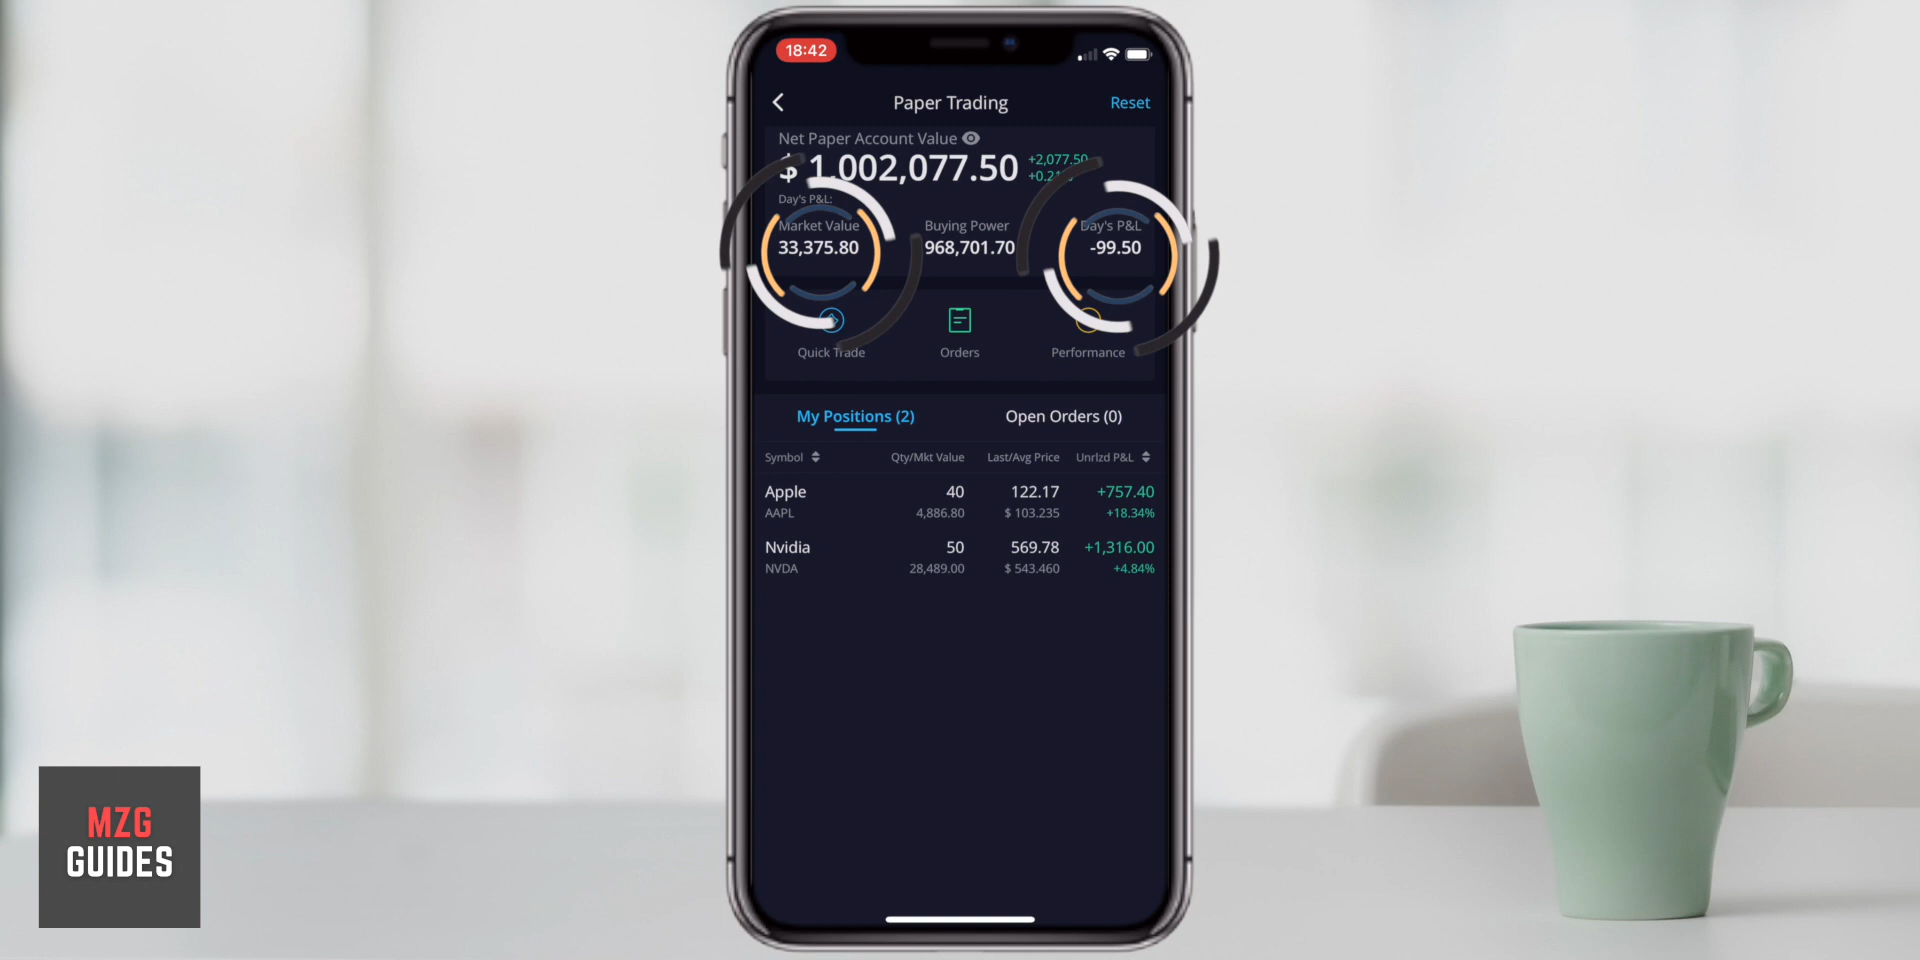 18:42
Paper Trading
Reset
Net Paper Account Value
$ 1,002,077.50
+2,077.50
Day's P&L:
Market Value
Buying Power
Day's P&L
33,375.80
968,701.70
-99.50
Quick Trade
Orders
Performance
My Positions (2)
Open Orders (0)
Symbol
Qty/Mkt Value
Last/Avg Price
Unrlzd P&L
Apple
40
122.17
+757.40
AAPL
4,886.80
$ 103.235
+18.34%
Nvidia
50
569.78
+1,316.00
NVDA
28,489.00
$ 543.460
+4.84%
MZG
GUIDES